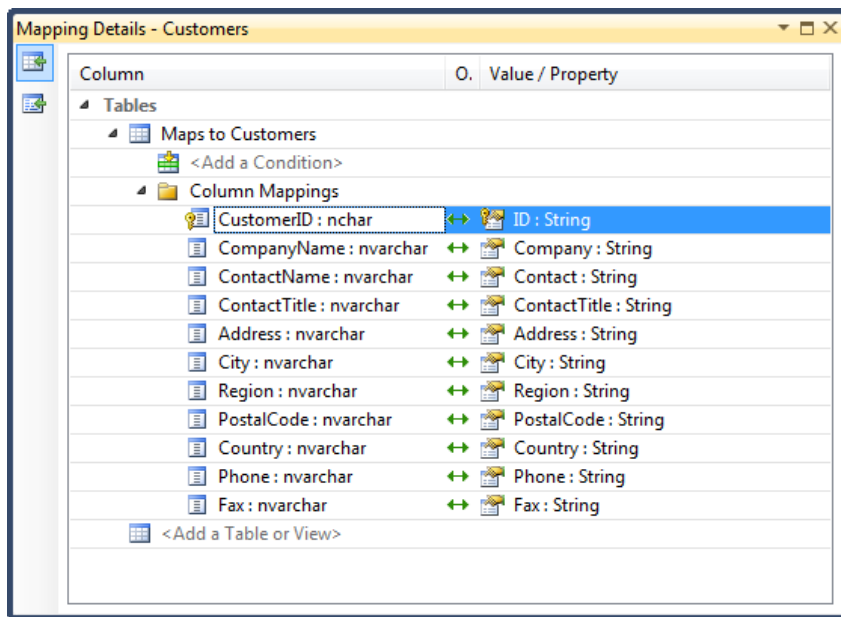 Mapping Details - Customers
Column O. Value / Property
Tables
Maps to Customers
<Add a Condition>
Column Mappings
CustomerID : nchar ID : String
CompanyName : nvarchar Company : String
ContactName : nvarchar Contact : String
ContactTitle : nvarchar ContactTitle : String
Address : nvarchar Address : String
City : nvarchar City : String
Region : nvarchar Region : String
PostalCode : nvarchar PostalCode : String
Country : nvarchar Country : String
Phone : nvarchar Phone : String
Fax : nvarchar Fax : String
<Add a Table or View>